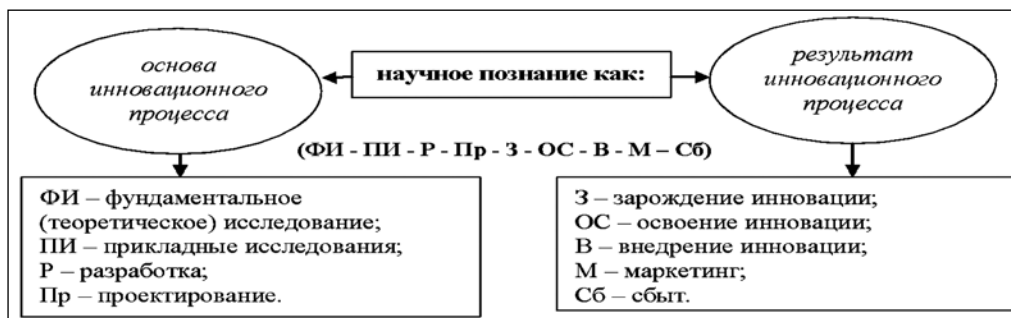 научное познание как:
основа
инновационного
процесса
результат
инновационного
процесса
(ФИ - ПИ - Р - Пр - З - ОС - В - М – Сб)
ФИ – фундаментальное
(теоретическое) исследование;
ПИ – прикладные исследования;
Р – разработка;
Пр – проектирование.
З – зарождение инновации;
ОС – освоение инновации;
В – внедрение инновации;
М – маркетинг;
Сб – сбыт.